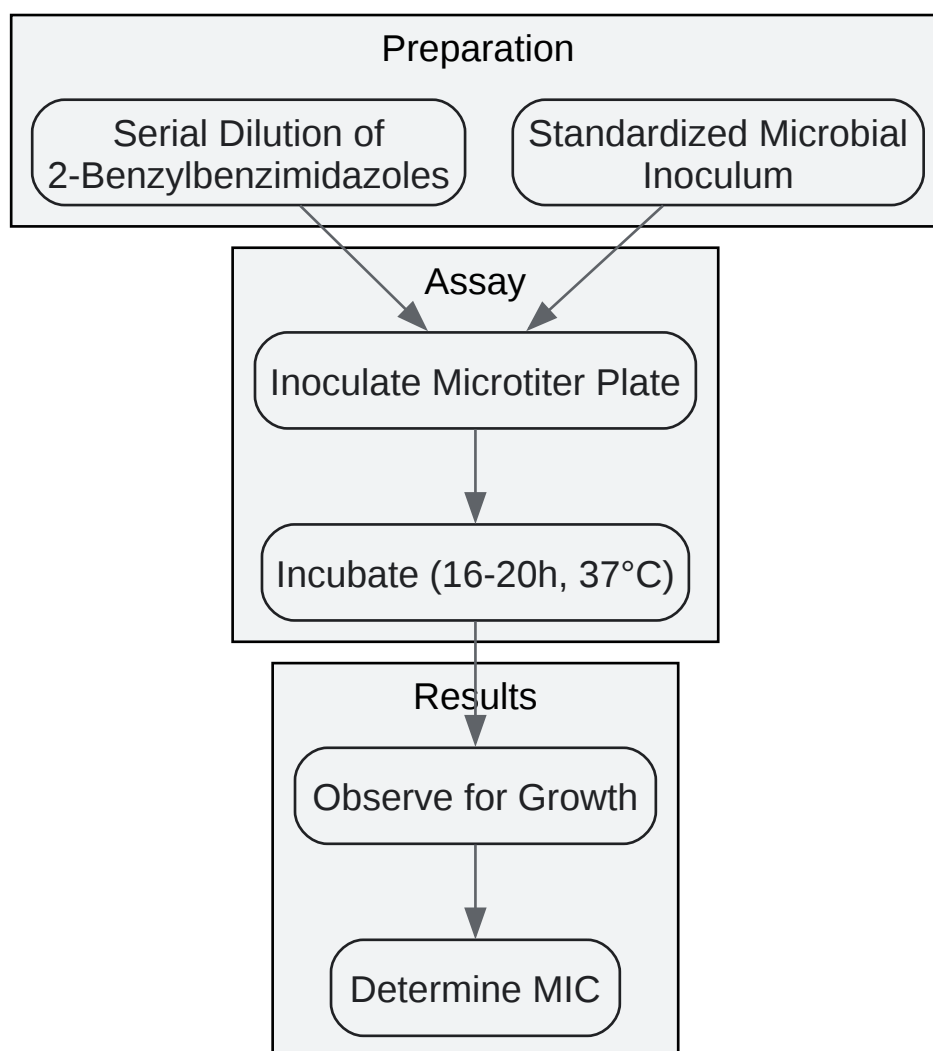 Preparation
Serial Dilution of
2-Benzylbenzimidazoles
Standardized Microbial
Inoculum
Assay
Inoculate Microtiter Plate
Incubate (16-20h, 37°C)
Results
Observe for Growth
Determine MIC